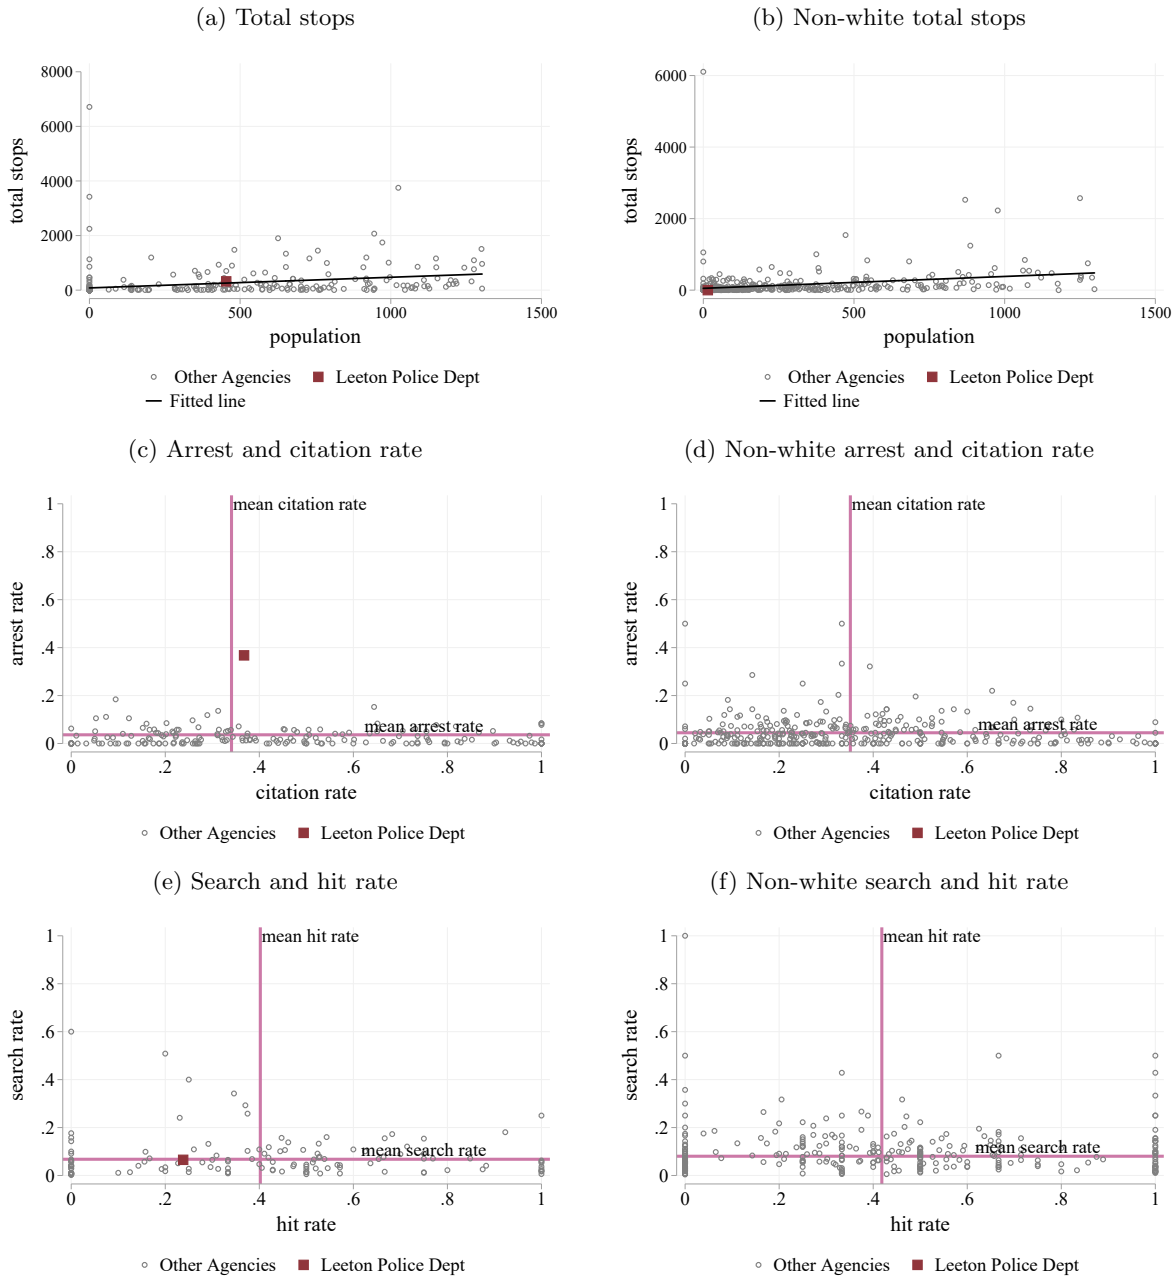 (a) Total stops
(b) Non-white total stops
total stops
8000
6000
4000
2000
0
0 500 1000 1500
population
Other Agencies Leeton Police Dept
Fitted line
total stops
6000
4000
2000
0
0 500 1000 1500
population
Other Agencies Leeton Police Dept
Fitted line
(c) Arrest and citation rate
(d) Non-white arrest and citation rate
arrest rate
1
.8
.6
.4
.2
0
mean citation rate
mean arrest rate
0 .2 .4 .6 .8 1
citation rate
Other Agencies Leeton Police Dept
arrest rate
1
.8
.6
.4
.2
0
mean citation rate
mean arrest rate
0 .2 .4 .6 .8 1
citation rate
Other Agencies Leeton Police Dept
(e) Search and hit rate
(f) Non-white search and hit rate
search rate
1
.8
.6
.4
.2
0
mean hit rate
mean search rate
0 .2 .4 .6 .8 1
hit rate
Other Agencies Leeton Police Dept
search rate
1
.8
.6
.4
.2
0
mean hit rate
mean search rate
0 .2 .4 .6 .8 1
hit rate
Other Agencies Leeton Police Dept